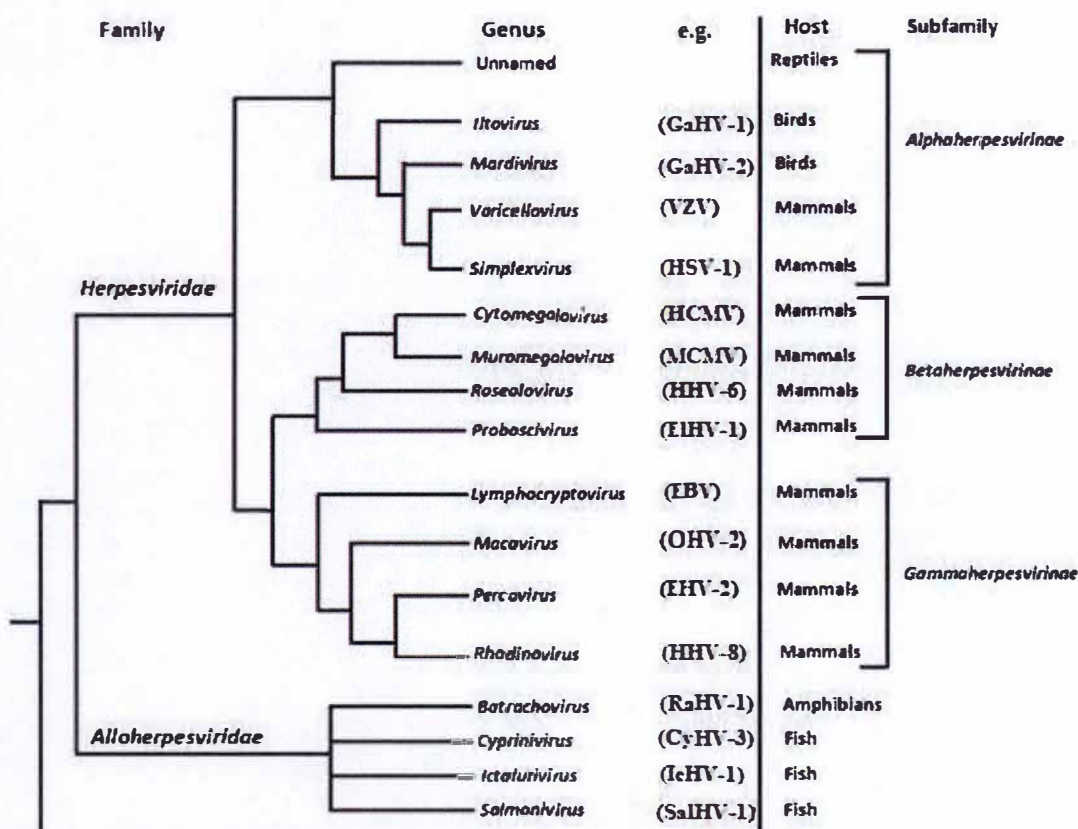 Family Genus e.g. Host Subfamily
Unnamed Reptiles
Iltovirus (GaHV-1) Birds
Alphaherpesvirinae
Mardivirus (GaHV-2) Birds
Varicellovirus (VZV) Mammals
Simplexvirus (HSV-1) Mammals
Herpesviridae
Cytomegalovirus (HCMV) Mammals
Muromegalovirus (MCMV) Mammals
Betaherpesvirinae
Roseolovirus (HHV-6) Mammals
Proboscivirus (ElHV-1) Mammals
Lymphocryptovirus (EBV) Mammals
Macavirus (OHV-2) Mammals
Gammaherpesvirinae
Percavirus (EHV-2) Mammals
Rhadinovirus (HHV-8) Mammals
Batrachovirus (RaHV-1) Amphibians
Alloherpesviridae
Cyprinivirus (CyHV-3) Fish
Ictalurivirus (IcHV-1) Fish
Salmonivirus (SalHV-1) Fish